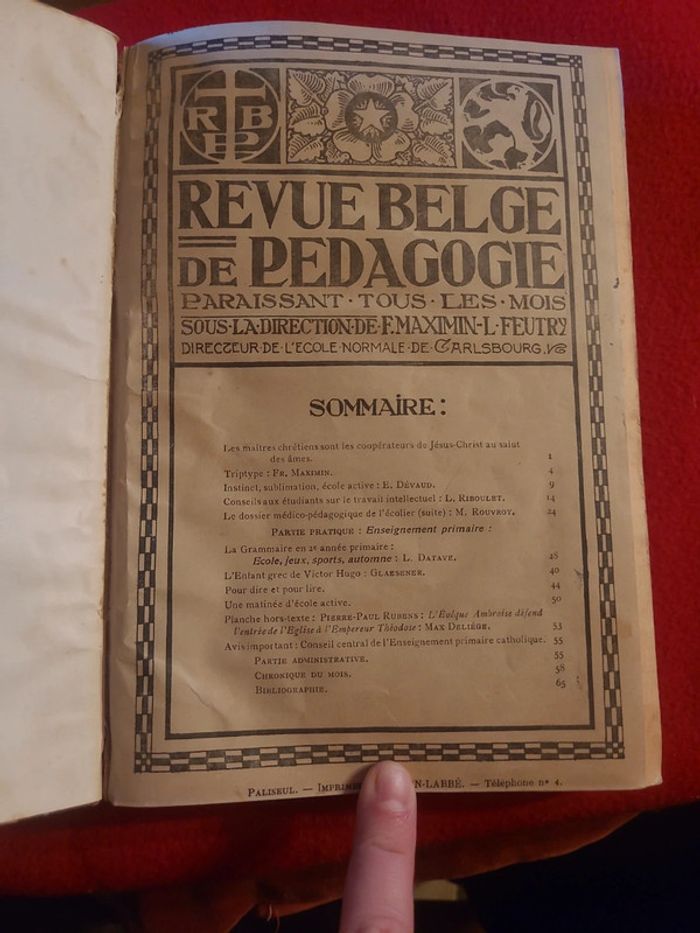 R B
P
REVUE BELGE
DE PEDAGOGIE
PARAISSANT · TOUS · LES · MOIS
SOUS · LA · DIRECTION · DE · F. MAXIMIN - L · FEUTRY
DIRECTEUR · DE · L'ECOLE · NORMALE · DE · CARLSBOURG.
SOMMAIRE :
Les maîtres chrétiens sont les coopérateurs de Jésus-Christ au salut
des âmes. 1
Triptype : FR. MAXIMIN. 4
Instinct, sublimation, école active : E. DÉVAUD. 9
Conseils aux étudiants sur le travail intellectuel : L. RIBOULET. 14
Le dossier médico-pédagogique de l'écolier (suite) : M. ROUVROY. 24
PARTIE PRATIQUE : Enseignement primaire :
La Grammaire en 2e année primaire :
Ecole, jeux, sports, automne : L. DATAVE.
L'Enfant grec de Victor Hugo : GLAESENER. 40
Pour dire et pour lire. 44
Une matinée d'école active. 50
Planche hors-texte : PIERRE-PAUL RUBENS : L'Évêque Ambroise défend
l'entrée de l'Eglise à l'Empereur Théodose : MAX DELIÉGE. 53
Avis important : Conseil central de l'Enseignement primaire catholique. 55
PARTIE ADMINISTRATIVE. 55
CHRONIQUE DU MOIS. 58
BIBLIOGRAPHIE. 65
PALISEUL. — N-LABBÉ. — Téléphone n° 4.